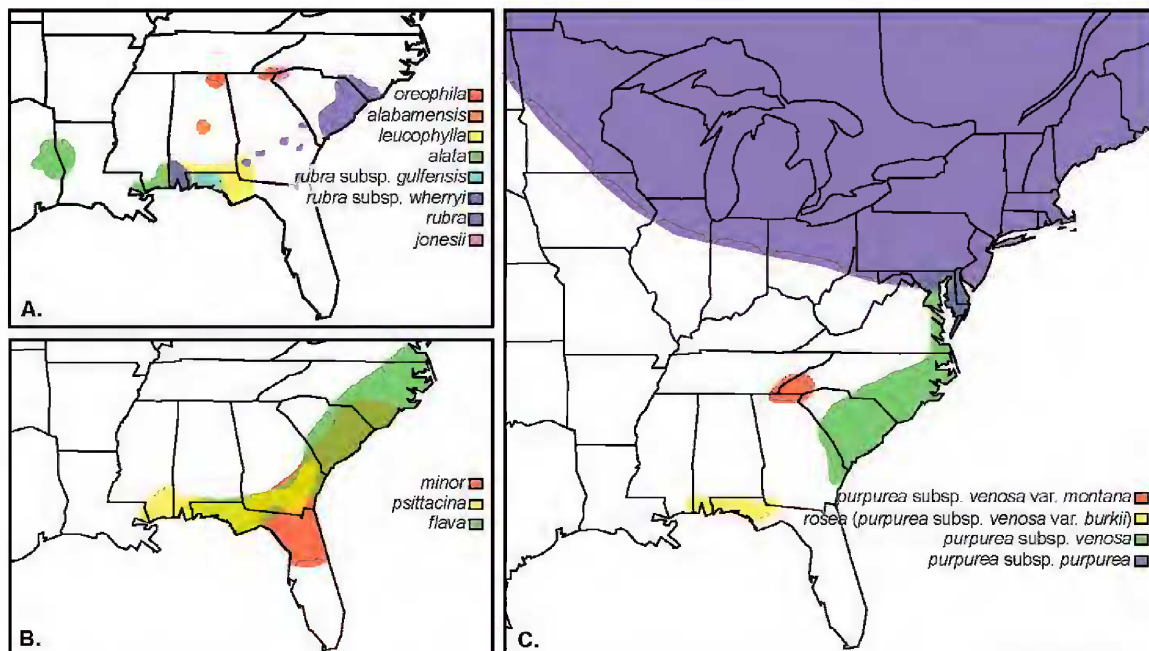 oreophila
alabamensis
leucophylla
alata
rubra subsp. gulfensis
rubra subsp. wherryi
rubra
jonesii
A.
minor
psittacina
flava
B.
purpurea subsp. venosa var. montana
rosea (purpurea subsp. venosa var. burkii)
purpurea subsp. venosa
purpurea subsp. purpurea
C.